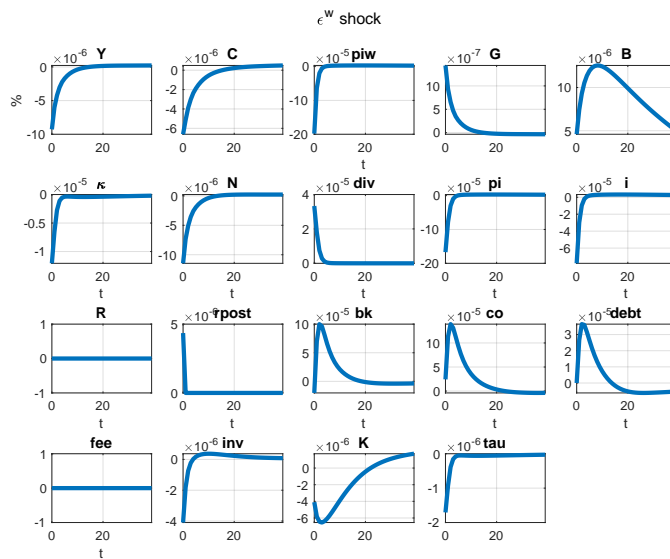 ϵʷ shock
×10⁻⁶ Y ×10⁻⁶ C ×10⁻⁵ piw ×10⁻⁷ G ×10⁻⁶ B
0 0 0 10 12
% -5 -2 -10 5 10
-4 8
-10 -6 -20 0 6
0 20 0 20 0 20 0 20 0 20
t
×10⁻⁵ κ ×10⁻⁶ N ×10⁻⁵ div ×10⁻⁵ pi ×10⁻⁵ i
0 4 0 0
-0.5 -5 2 -10 -2
-4
-1 -10 0 -20 -6
0 20 0 20 0 20 0 20 0 20
t t t t t
R rpost ×10⁻⁵ bk ×10⁻⁵ co ×10⁻⁵ debt
1 5 10 10 3
0 5 5 2
1
-1 0 0 0 0
0 20 0 20 0 20 0 20 0 20
t t t t t
fee ×10⁻⁶ inv ×10⁻⁶ K ×10⁻⁶ tau
1 0 0 0
0 -2 -2 -1
-4
-1 -4 -6 -2
0 20 0 20 0 20 0 20
t t